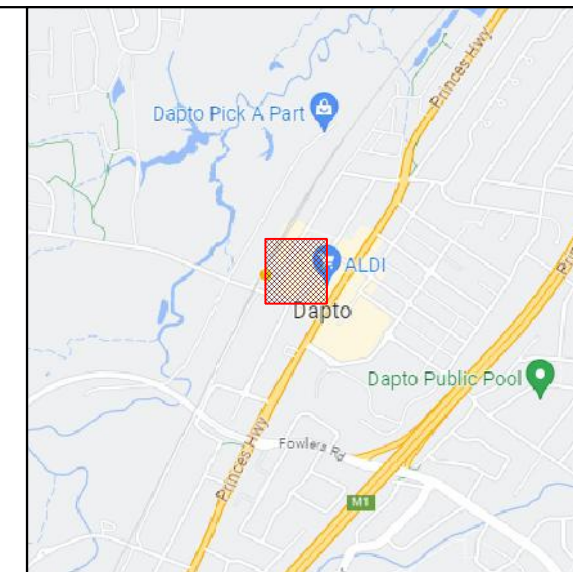 Princes Hwy
Dapto Pick A Part
ALDI
Dapto
Dapto Public Pool
Fowlers Rd
Princes Hwy
M1